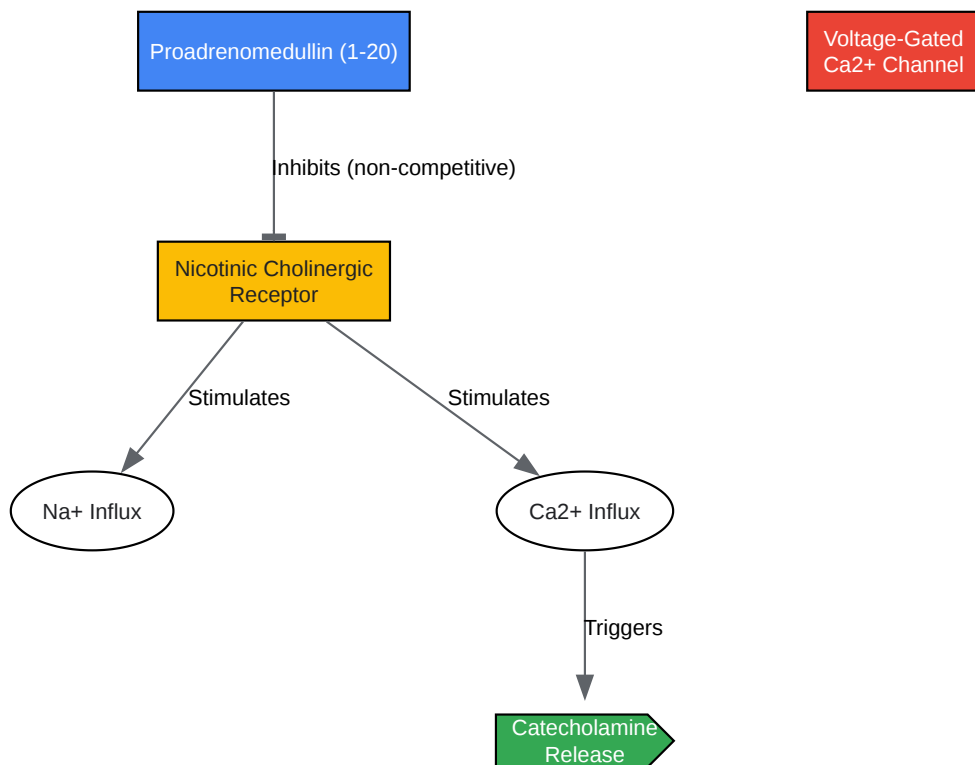 Proadrenomedullin (1-20)
Voltage-Gated
Ca2+ Channel
Inhibits (non-competitive)
Nicotinic Cholinergic
Receptor
Stimulates
Stimulates
Na+ Influx
Ca2+ Influx
Triggers
Catecholamine
Release